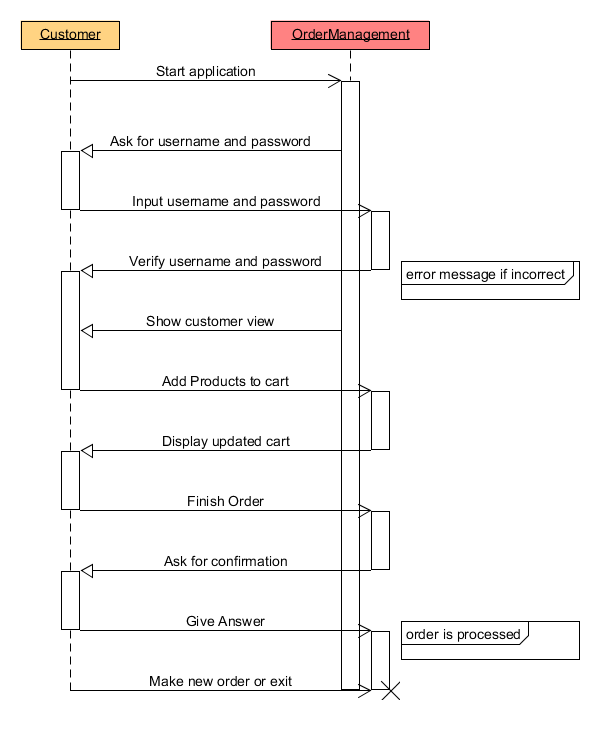 Customer
OrderManagement
Start application
Ask for username and password
Input username and password
Verify username and password
error message if incorrect
Show customer view
Add Products to cart
Display updated cart
Finish Order
Ask for confirmation
Give Answer
order is processed
Make new order or exit